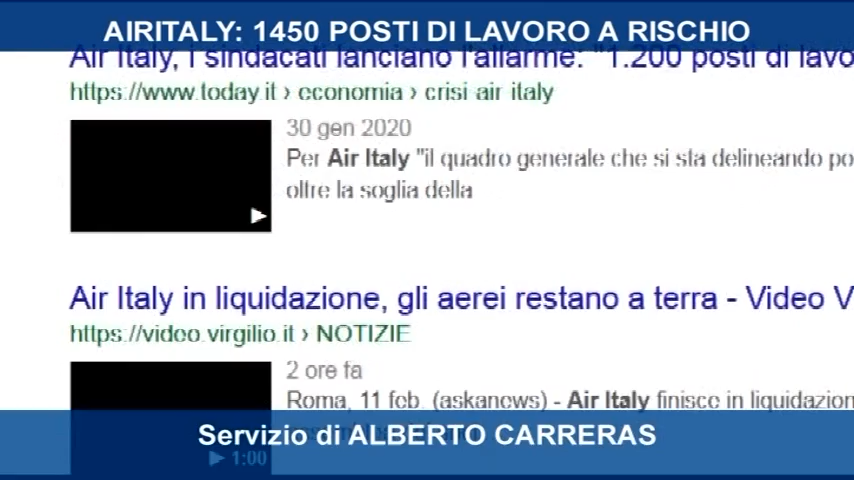 AIRITALY: 1450 POSTI DI LAVORO A RISCHIO
Air Italy, i sindacati lanciano l'allarme: "1.200 posti di lavo
https://www.today.it › economia › crisi-air-italy
30 gen 2020
Per Air Italy "il quadro generale che si sta delineando po
oltre la soglia della
Air Italy in liquidazione, gli aerei restano a terra - Video V
https://video.virgilio.it › NOTIZIE
2 ore fa
Roma, 11 feb. (askanews) - Air Italy finisce in liquidazion
Servizio di ALBERTO CARRERAS
1:00